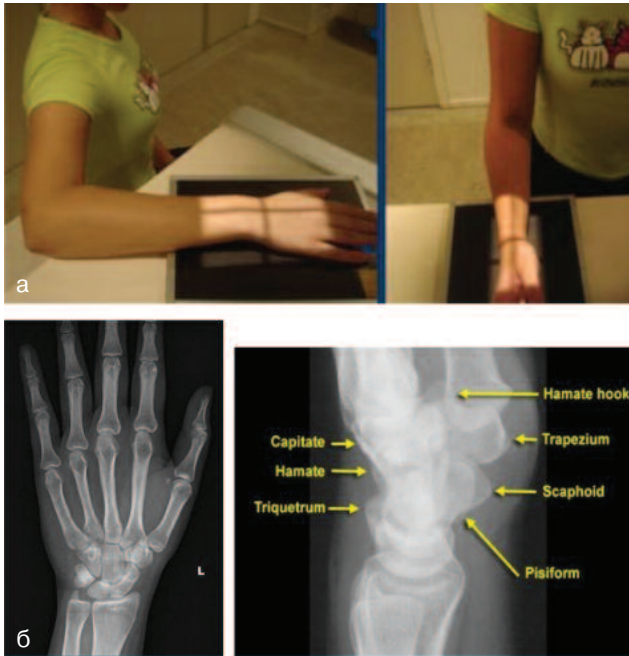 а
Hamate hook
Capitate
Trapezium
Hamate
Scaphoid
Triquetrum
Pisiform
L
б